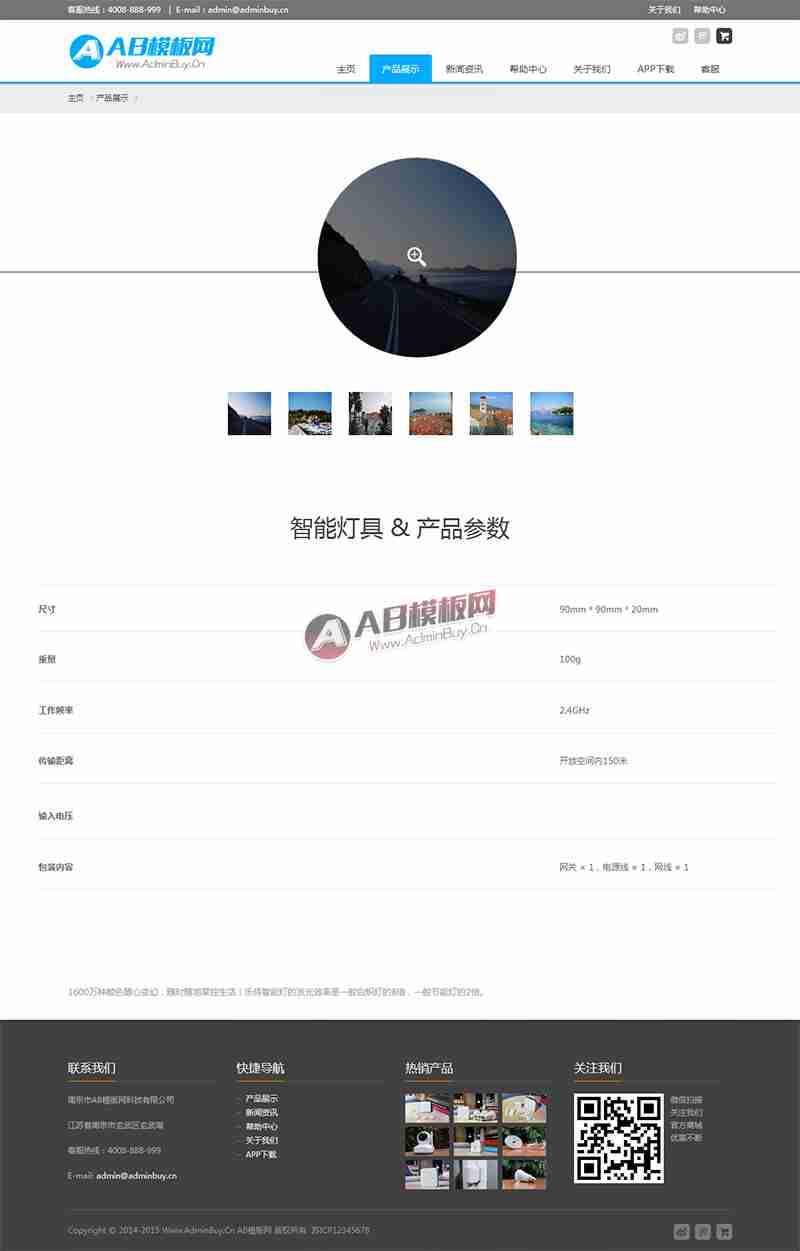 客服热线：4008-888-999 | E-mail：admin@adminbuy.cn
关于我们 帮助中心
AB模板网
Www.AdminBuy.Cn
主页 产品展示 新闻资讯 帮助中心 关于我们 APP下载 客服
主页 / 产品展示 /
智能灯具 & 产品参数
AB模板网
Www.AdminBuy.Cn
尺寸 90mm * 90mm * 20mm
重量 100g
工作频率 2.4GHz
传输距离 开放空间内150米
输入电压
包装内容 网关 × 1，电源线 × 1，网线 × 1
1600万种颜色随心变幻，随时随地掌控生活！乐得智能灯的发光效率是一般白炽灯的8倍，一般节能灯的2倍。
联系我们
南京市AB模板网科技有限公司
江苏省南京市玄武区玄武湖
客服热线：4008-888-999
E-mail: admin@adminbuy.cn
快捷导航
产品展示
新闻资讯
帮助中心
关于我们
APP下载
热销产品
关注我们
微信扫描
关注我们
官方商城
优惠不断
Copyright © 2014-2015 Www.AdminBuy.Cn AB模板网 版权所有 苏ICP12345678